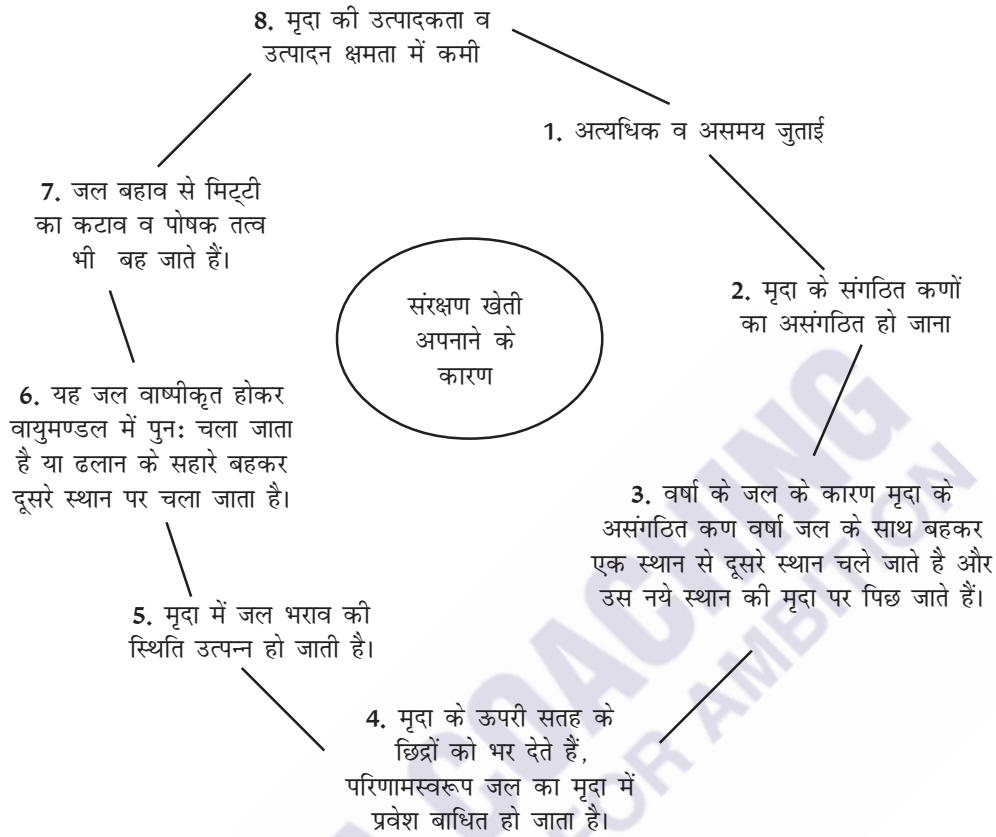 8. मृदा की उत्पादकता व
उत्पादन क्षमता में कमी
1. अत्यधिक व असमय जुताई
2. मृदा के संगठित कणों
का असंगठित हो जाना
3. वर्षा के जल के कारण मृदा के
असंगठित कण वर्षा जल के साथ बहकर
एक स्थान से दूसरे स्थान चले जाते है और
उस नये स्थान की मृदा पर पिछ जाते हैं।
4. मृदा के ऊपरी सतह के
छिद्रों को भर देते हैं,
परिणामस्वरूप जल का मृदा में
प्रवेश बाधित हो जाता है।
5. मृदा में जल भराव की
स्थिति उत्पन्न हो जाती है।
6. यह जल वाष्पीकृत होकर
वायुमण्डल में पुन: चला जाता
है या ढलान के सहारे बहकर
दूसरे स्थान पर चला जाता है।
7. जल बहाव से मिट्टी
का कटाव व पोषक तत्व
भी बह जाते हैं।
संरक्षण खेती
अपनाने के
कारण
COACHING
FOR AMBITION